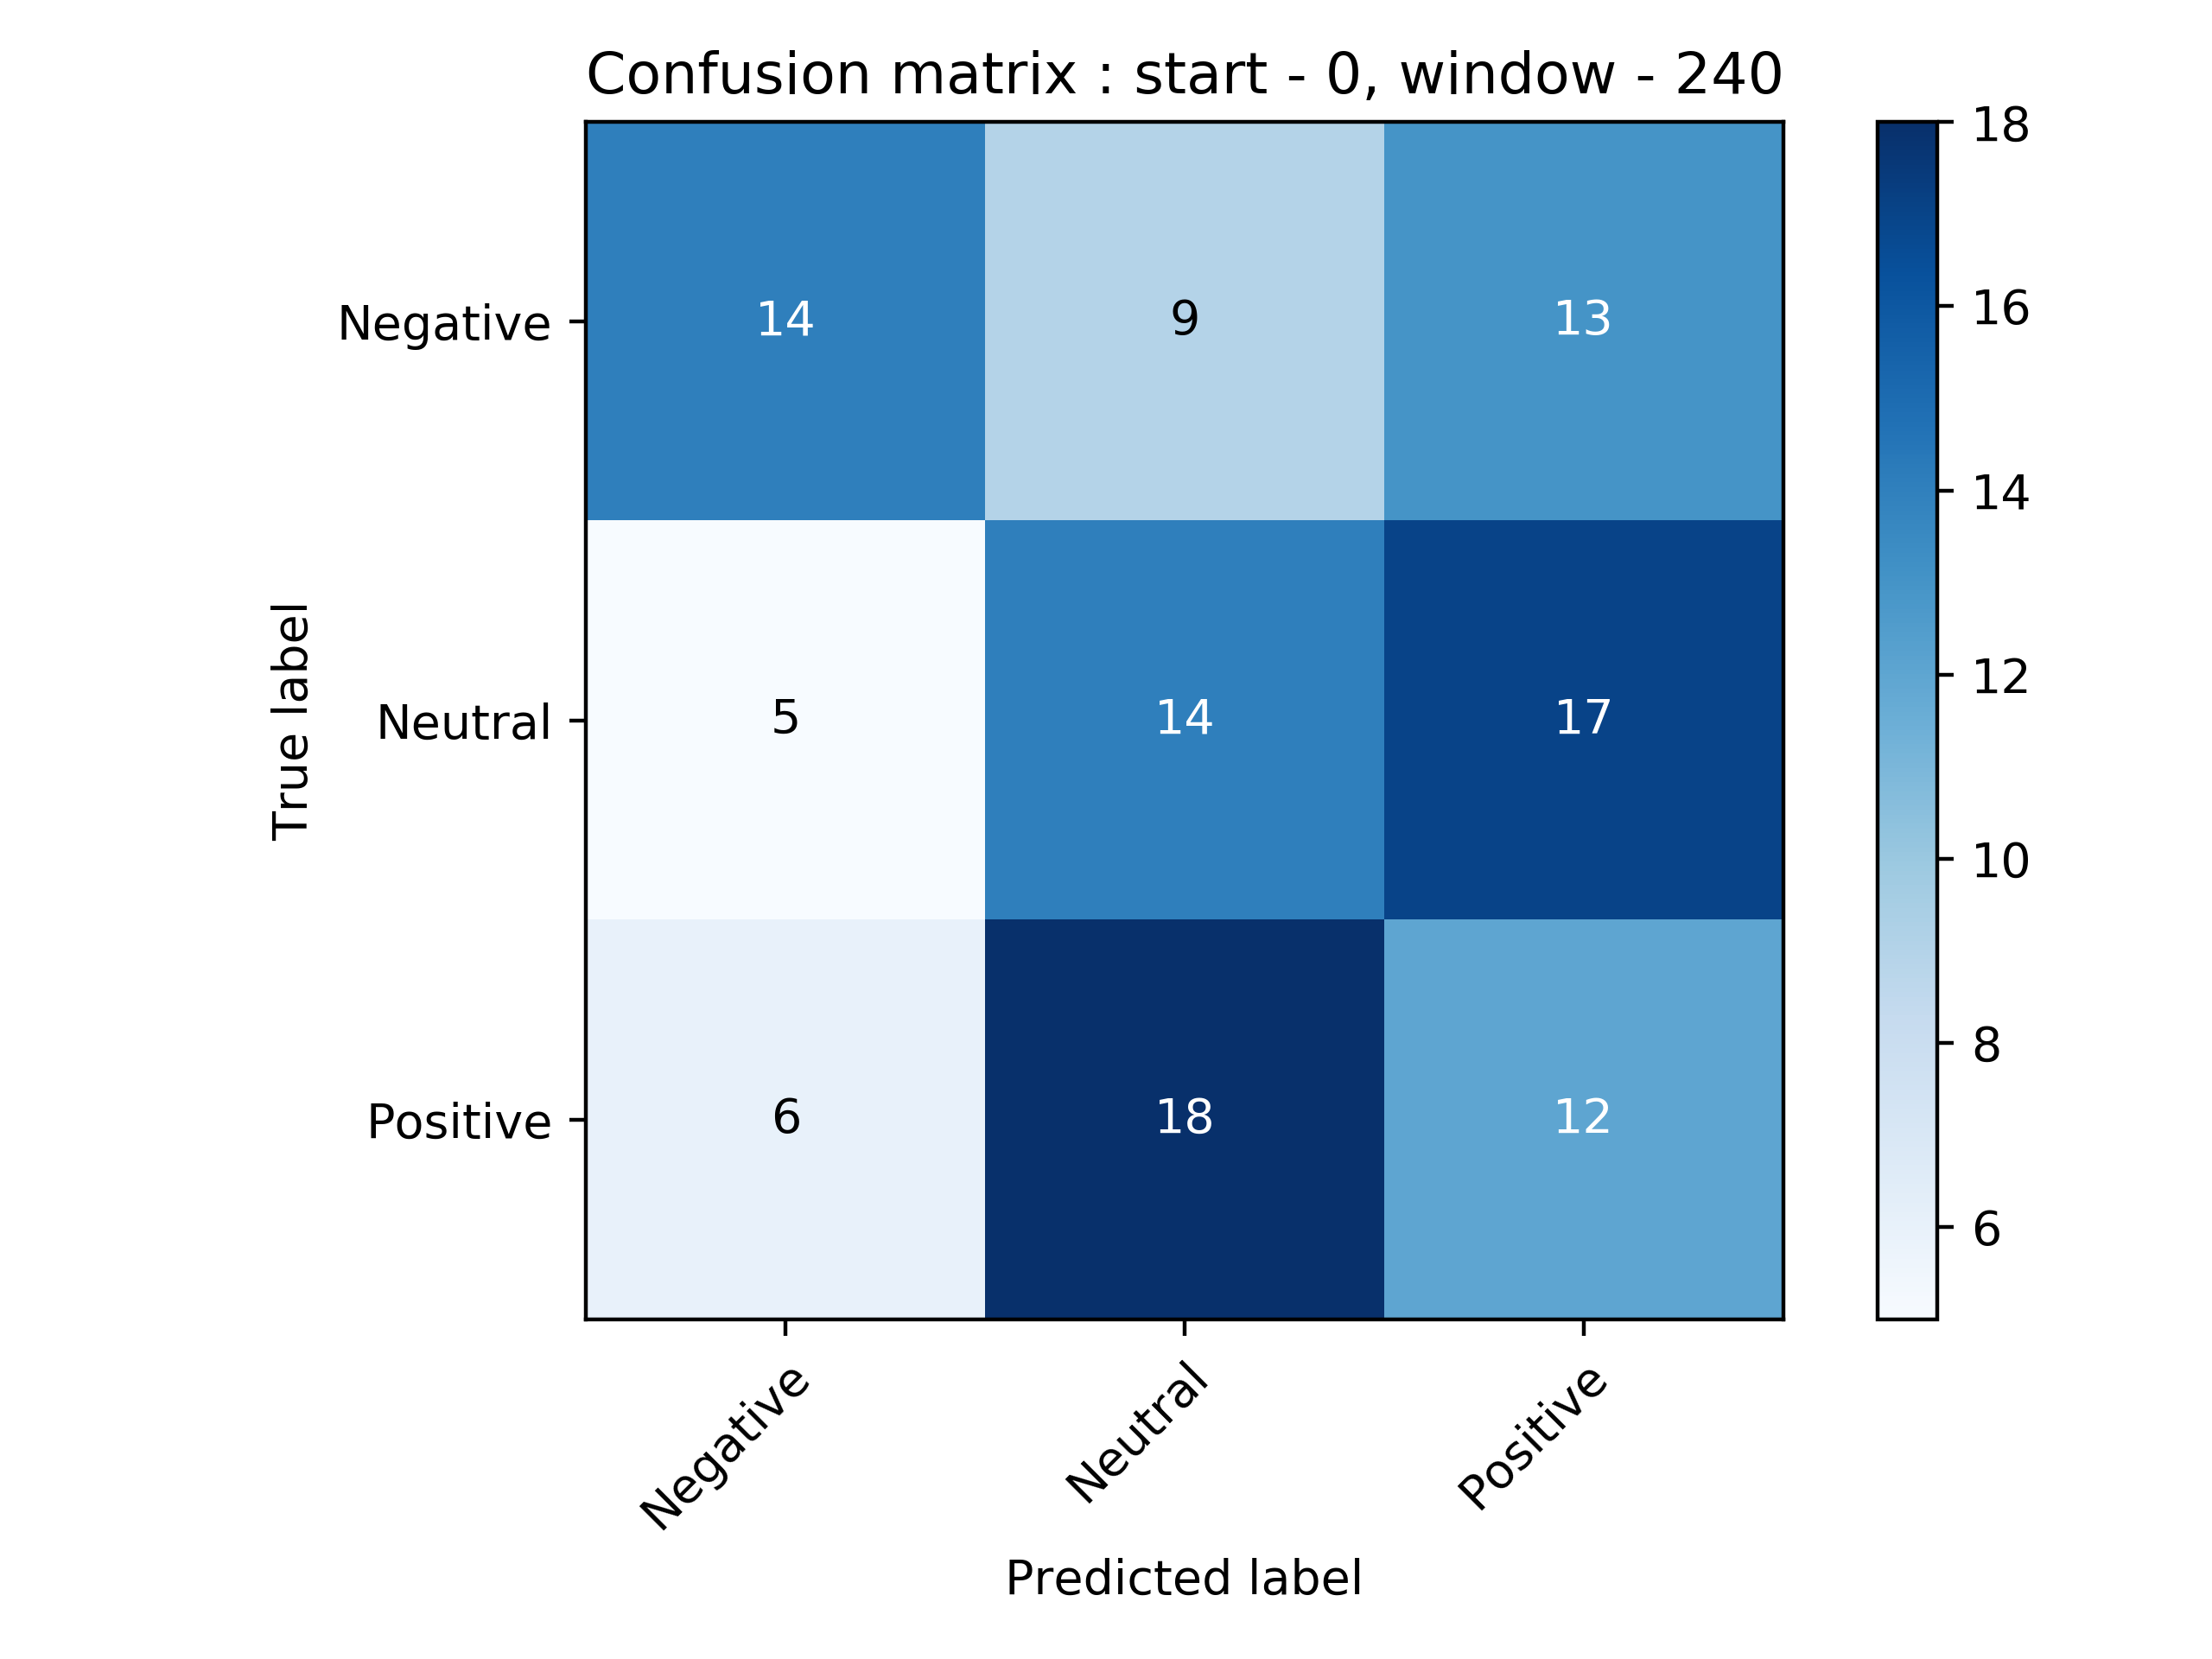 Confusion matrix : start - 0, window - 240
True label
Negative
14
9
13
Neutral
5
14
17
Positive
6
18
12
Negative
Neutral
Positive
Predicted label
18
16
14
12
10
8
6